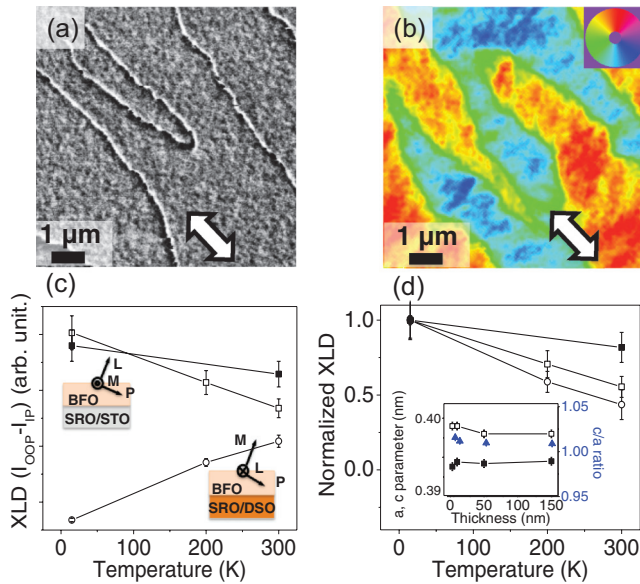 (a)
1 μm
(b)
1 μm
(c)
XLD (I_OOP-I_IP) (arb. unit.)
L
M
P
BFO
SRO/STO
M
L
P
BFO
SRO/DSO
0 100 200 300
Temperature (K)
(d)
Normalized XLD
1.0
0.5
0.0
a, c parameter (nm)
0.40
0.39
1.05
1.00
0.95
c/a ratio
0 50 100 150
Thickness (nm)
0 100 200 300
Temperature (K)